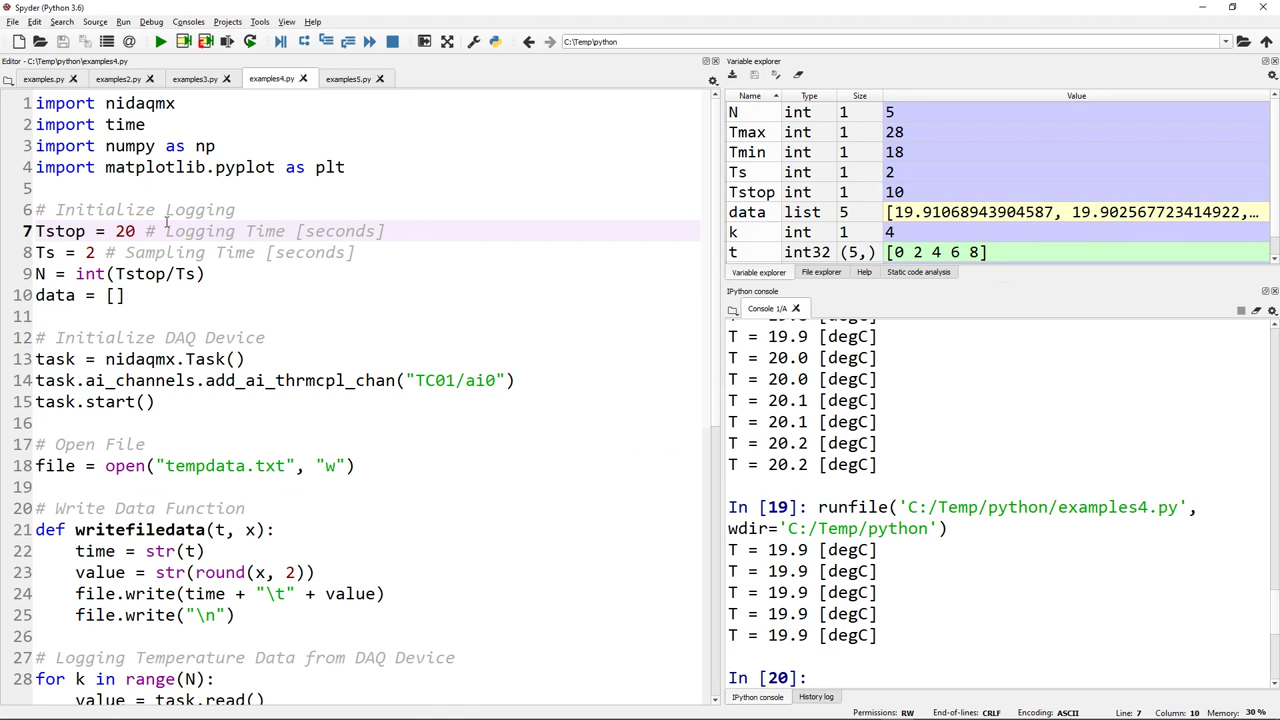 Spyder (Python 3.6)
File Edit Search Source Run Debug Consoles Projects Tools View Help
C:\Temp\python
Editor - C:\Temp\python\examples4.py
examples.py examples2.py examples3.py examples4.py examples5.py
1 import nidaqmx
2 import time
3 import numpy as np
4 import matplotlib.pyplot as plt
5
6 # Initialize Logging
7 Tstop = 20 # Logging Time [seconds]
8 Ts = 2 # Sampling Time [seconds]
9 N = int(Tstop/Ts)
10 data = []
11
12 # Initialize DAQ Device
13 task = nidaqmx.Task()
14 task.ai_channels.add_ai_thrmcpl_chan("TC01/ai0")
15 task.start()
16
17 # Open File
18 file = open("tempdata.txt", "w")
19
20 # Write Data Function
21 def writefiledata(t, x):
22 time = str(t)
23 value = str(round(x, 2))
24 file.write(time + "\t" + value)
25 file.write("\n")
26
27 # Logging Temperature Data from DAQ Device
28 for k in range(N):
value = task.read()
Variable explorer
Name Type Size Value
N int 1 5
Tmax int 1 28
Tmin int 1 18
Ts int 1 2
Tstop int 1 10
data list 5 [19.91068943904587, 19.902567723414922,…
k int 1 4
t int32 (5,) [0 2 4 6 8]
Variable explorer File explorer Help Static code analysis
IPython console
Console 1/A
T = 19.9 [degC]
T = 20.0 [degC]
T = 20.0 [degC]
T = 20.1 [degC]
T = 20.1 [degC]
T = 20.2 [degC]
T = 20.2 [degC]
In [19]: runfile('C:/Temp/python/examples4.py',
wdir='C:/Temp/python')
T = 19.9 [degC]
T = 19.9 [degC]
T = 19.9 [degC]
T = 19.9 [degC]
T = 19.9 [degC]
In [20]:
IPython console History log
Permissions: RW End-of-lines: CRLF Encoding: ASCII Line: 7 Column: 10 Memory: 30 %